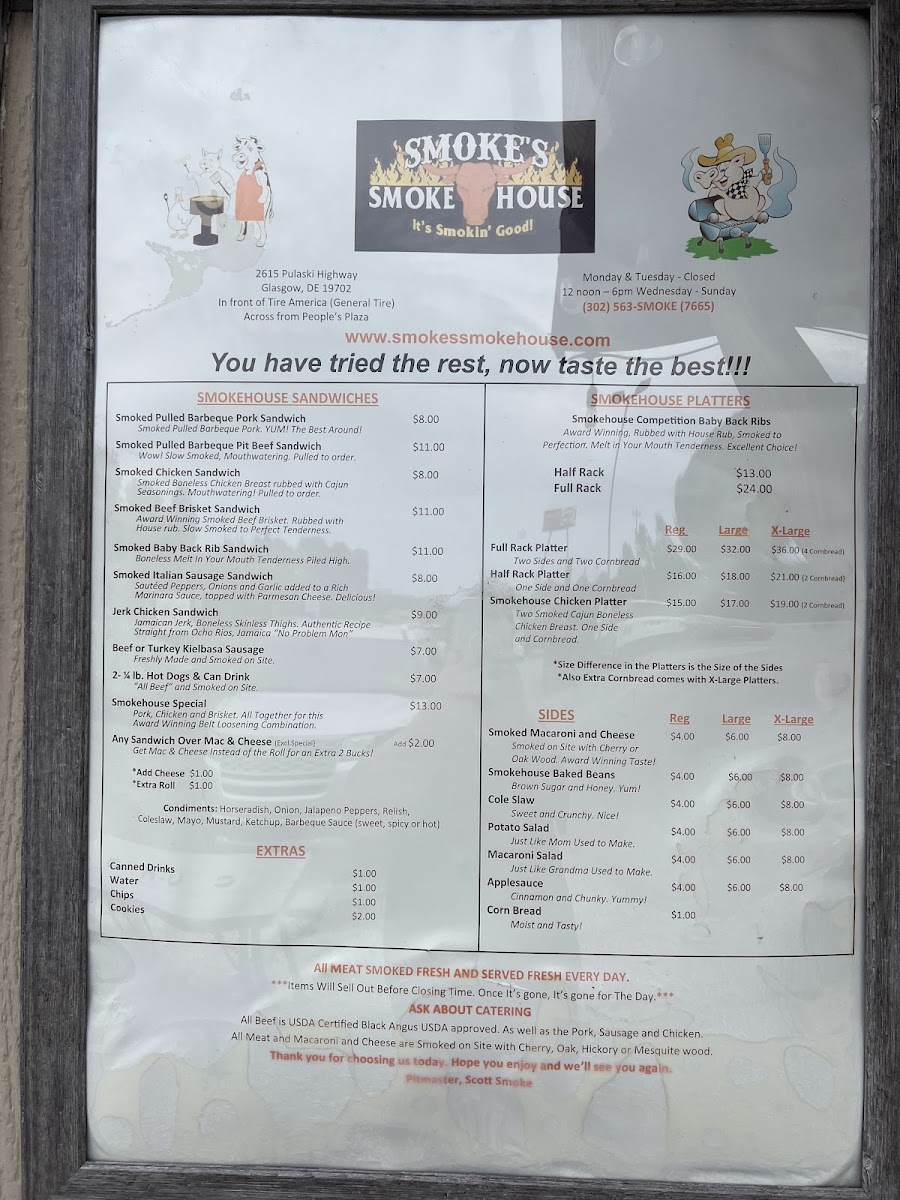 SMOKE'S
SMOKE HOUSE
It's Smokin' Good!
2615 Pulaski Highway
Glasgow, DE 19702
In front of Tire America (General Tire)
Across from People's Plaza
Monday & Tuesday - Closed
12 noon – 6pm Wednesday - Sunday
(302) 563-SMOKE (7665)
www.smokessmokehouse.com
You have tried the rest, now taste the best!!!
SMOKEHOUSE SANDWICHES
Smoked Pulled Barbeque Pork Sandwich $8.00
Smoked Pulled Barbeque Pork. YUM! The Best Around!
Smoked Pulled Barbeque Pit Beef Sandwich $11.00
Wow! Slow Smoked, Mouthwatering. Pulled to order.
Smoked Chicken Sandwich $8.00
Smoked Boneless Chicken Breast rubbed with Cajun
Seasonings. Mouthwatering! Pulled to order.
Smoked Beef Brisket Sandwich $11.00
Award Winning Smoked Beef Brisket. Rubbed with
House rub. Slow Smoked to Perfect Tenderness.
Smoked Baby Back Rib Sandwich $11.00
Boneless Melt In Your Mouth Tenderness Piled High.
Smoked Italian Sausage Sandwich $8.00
Sautéed Peppers, Onions and Garlic added to a Rich
Marinara Sauce, topped with Parmesan Cheese. Delicious!
Jerk Chicken Sandwich $9.00
Jamaican Jerk, Boneless Skinless Thighs. Authentic Recipe
Straight from Ocho Rios, Jamaica "No Problem Mon"
Beef or Turkey Kielbasa Sausage $7.00
Freshly Made and Smoked on Site.
2- ¼ lb. Hot Dogs & Can Drink $7.00
"All Beef" and Smoked on Site.
Smokehouse Special $13.00
Pork, Chicken and Brisket. All Together for this
Award Winning Belt Loosening Combination.
Any Sandwich Over Mac & Cheese (Excl Special) Add $2.00
Get Mac & Cheese Instead of the Roll for an Extra 2 Bucks!
*Add Cheese $1.00
*Extra Roll $1.00
Condiments: Horseradish, Onion, Jalapeno Peppers, Relish,
Coleslaw, Mayo, Mustard, Ketchup, Barbeque Sauce (sweet, spicy or hot)
EXTRAS
Canned Drinks $1.00
Water $1.00
Chips $1.00
Cookies $2.00
SMOKEHOUSE PLATTERS
Smokehouse Competition Baby Back Ribs
Award Winning, Rubbed with House Rub, Smoked to
Perfection. Melt in Your Mouth Tenderness. Excellent Choice!
Half Rack $13.00
Full Rack $24.00
Reg Large X-Large
Full Rack Platter $29.00 $32.00 $36.00 (4 Cornbread)
Two Sides and Two Cornbread
Half Rack Platter $16.00 $18.00 $21.00 (2 Cornbread)
One Side and One Cornbread
Smokehouse Chicken Platter $15.00 $17.00 $19.00 (2 Cornbread)
Two Smoked Cajun Boneless
Chicken Breast. One Side
and Cornbread.
*Size Difference in the Platters is the Size of the Sides
*Also Extra Cornbread comes with X-Large Platters.
SIDES Reg Large X-Large
Smoked Macaroni and Cheese $4.00 $6.00 $8.00
Smoked on Site with Cherry or
Oak Wood. Award Winning Taste!
Smokehouse Baked Beans $4.00 $6.00 $8.00
Brown Sugar and Honey. Yum!
Cole Slaw $4.00 $6.00 $8.00
Sweet and Crunchy. Nice!
Potato Salad $4.00 $6.00 $8.00
Just Like Mom Used to Make.
Macaroni Salad $4.00 $6.00 $8.00
Just Like Grandma Used to Make.
Applesauce $4.00 $6.00 $8.00
Cinnamon and Chunky. Yummy!
Corn Bread $1.00
Moist and Tasty!
All MEAT SMOKED FRESH AND SERVED FRESH EVERY DAY.
***Items Will Sell Out Before Closing Time. Once It's gone, It's gone for The Day.***
ASK ABOUT CATERING
All Beef is USDA Certified Black Angus USDA approved. As well as the Pork, Sausage and Chicken.
All Meat and Macaroni and Cheese are Smoked on Site with Cherry, Oak, Hickory or Mesquite wood.
Thank you for choosing us today. Hope you enjoy and we'll see you again.
Pitmaster, Scott Smoke